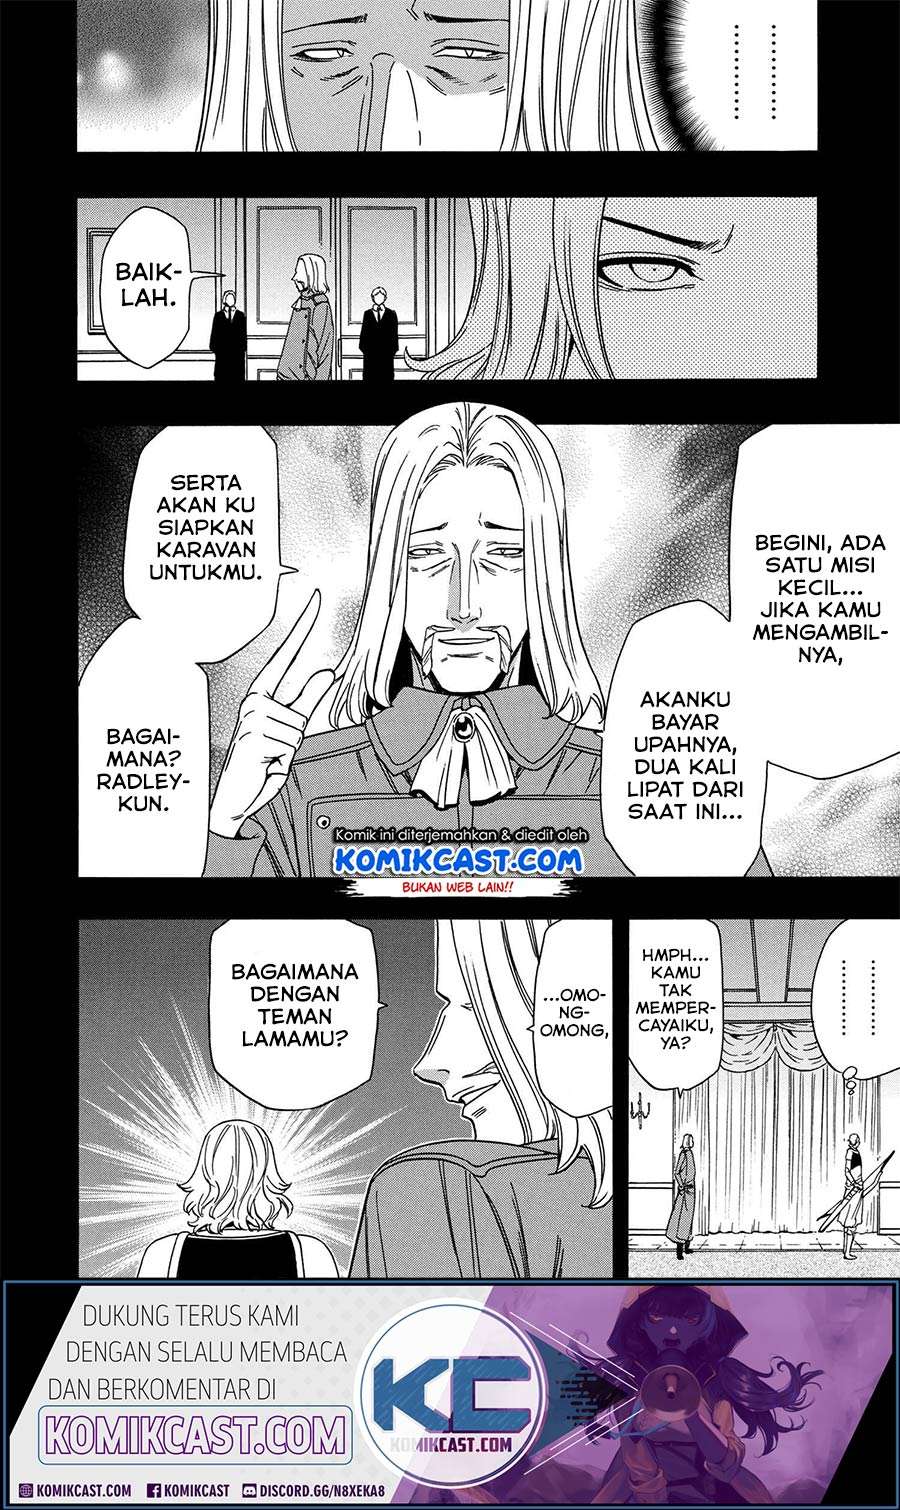 ........
BAIK-
LAH.
BEGINI, ADA
SATU MISI
KECIL...
JIKA KAMU
MENGAMBIL-
NYA,
AKANKU
BAYAR
UPAHNYA,
DUA KALI
LIPAT DARI
SAAT INI...
SERTA
AKAN KU
SIAPKAN
KARAVAN
UNTUKMU.
BAGAI-
MANA?
RADLEY-
KUN.
Komik ini diterjemahkan & diedit oleh
KOMIKCAST.COM
BUKAN WEB LAIN!!
........
HMPH...
KAMU
TAK
MEMPER-
CAYAIKU,
YA?
...OMO-
NG-
OMONG,
BAGAIMANA
DENGAN
TEMAN
LAMAMU?
DUKUNG TERUS KAMI
DENGAN SELALU MEMBACA
DAN BERKOMENTAR DI
KOMIKCAST.COM
KC
KOMIKCAST.COM
KOMIKCAST.COM KOMIKCAST DISCORD.GG/N8XEKA8